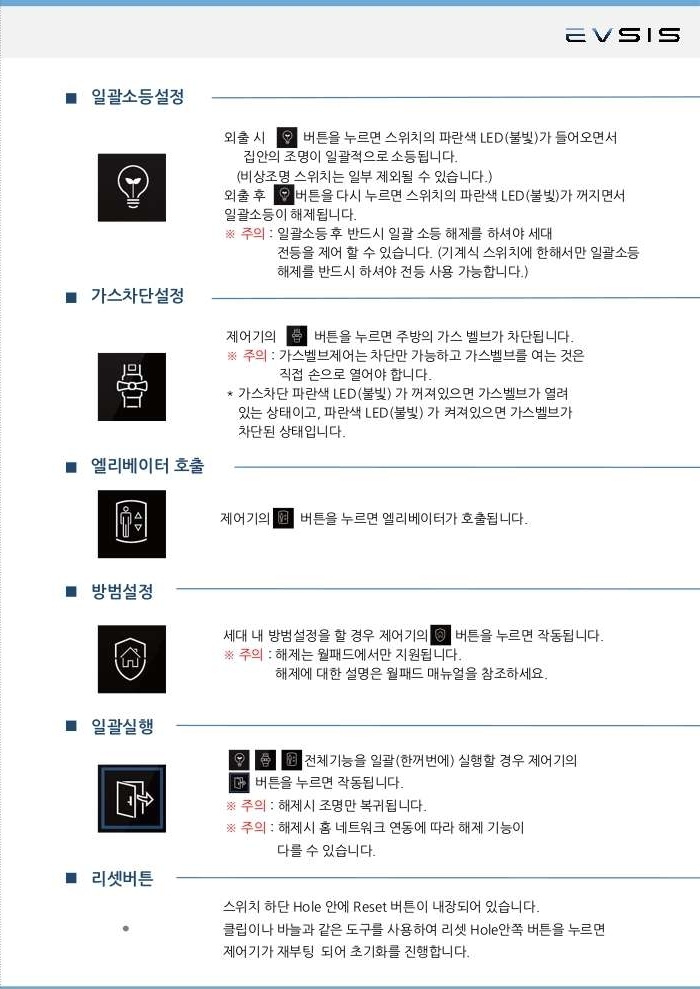 EVSIS
■ 일괄소등설정
외출 시 버튼을 누르면 스위치의 파란색 LED(불빛)가 들어오면서
집안의 조명이 일괄적으로 소등됩니다.
(비상조명 스위치는 일부 제외될 수 있습니다.)
외출 후 버튼을 다시 누르면 스위치의 파란색 LED(불빛)가 꺼지면서
일괄소등이 해제됩니다.
※ 주의 : 일괄소등 후 반드시 일괄 소등 해제를 하셔야 세대
전등을 제어 할 수 있습니다. (기계식 스위치에 한해서만 일괄소등
해제를 반드시 하셔야 전등 사용 가능합니다.)
■ 가스차단설정
제어기의 버튼을 누르면 주방의 가스 벨브가 차단됩니다.
※ 주의 : 가스벨브제어는 차단만 가능하고 가스벨브를 여는 것은
직접 손으로 열어야 합니다.
* 가스차단 파란색 LED(불빛) 가 꺼져있으면 가스벨브가 열려
있는 상태이고, 파란색 LED(불빛) 가 켜져있으면 가스벨브가
차단된 상태입니다.
■ 엘리베이터 호출
제어기의 버튼을 누르면 엘리베이터가 호출됩니다.
■ 방범설정
세대 내 방범설정을 할 경우 제어기의 버튼을 누르면 작동됩니다.
※ 주의 : 해제는 월패드에서만 지원됩니다.
해제에 대한 설명은 월패드 매뉴얼을 참조하세요.
■ 일괄실행
전체기능을 일괄(한꺼번에) 실행할 경우 제어기의
버튼을 누르면 작동됩니다.
※ 주의 : 해제시 조명만 복귀됩니다.
※ 주의 : 해제시 홈 네트워크 연동에 따라 해제 기능이
다를 수 있습니다.
■ 리셋버튼
스위치 하단 Hole 안에 Reset 버튼이 내장되어 있습니다.
클립이나 바늘과 같은 도구를 사용하여 리셋 Hole안쪽 버튼을 누르면
제어기가 재부팅 되어 초기화를 진행합니다.